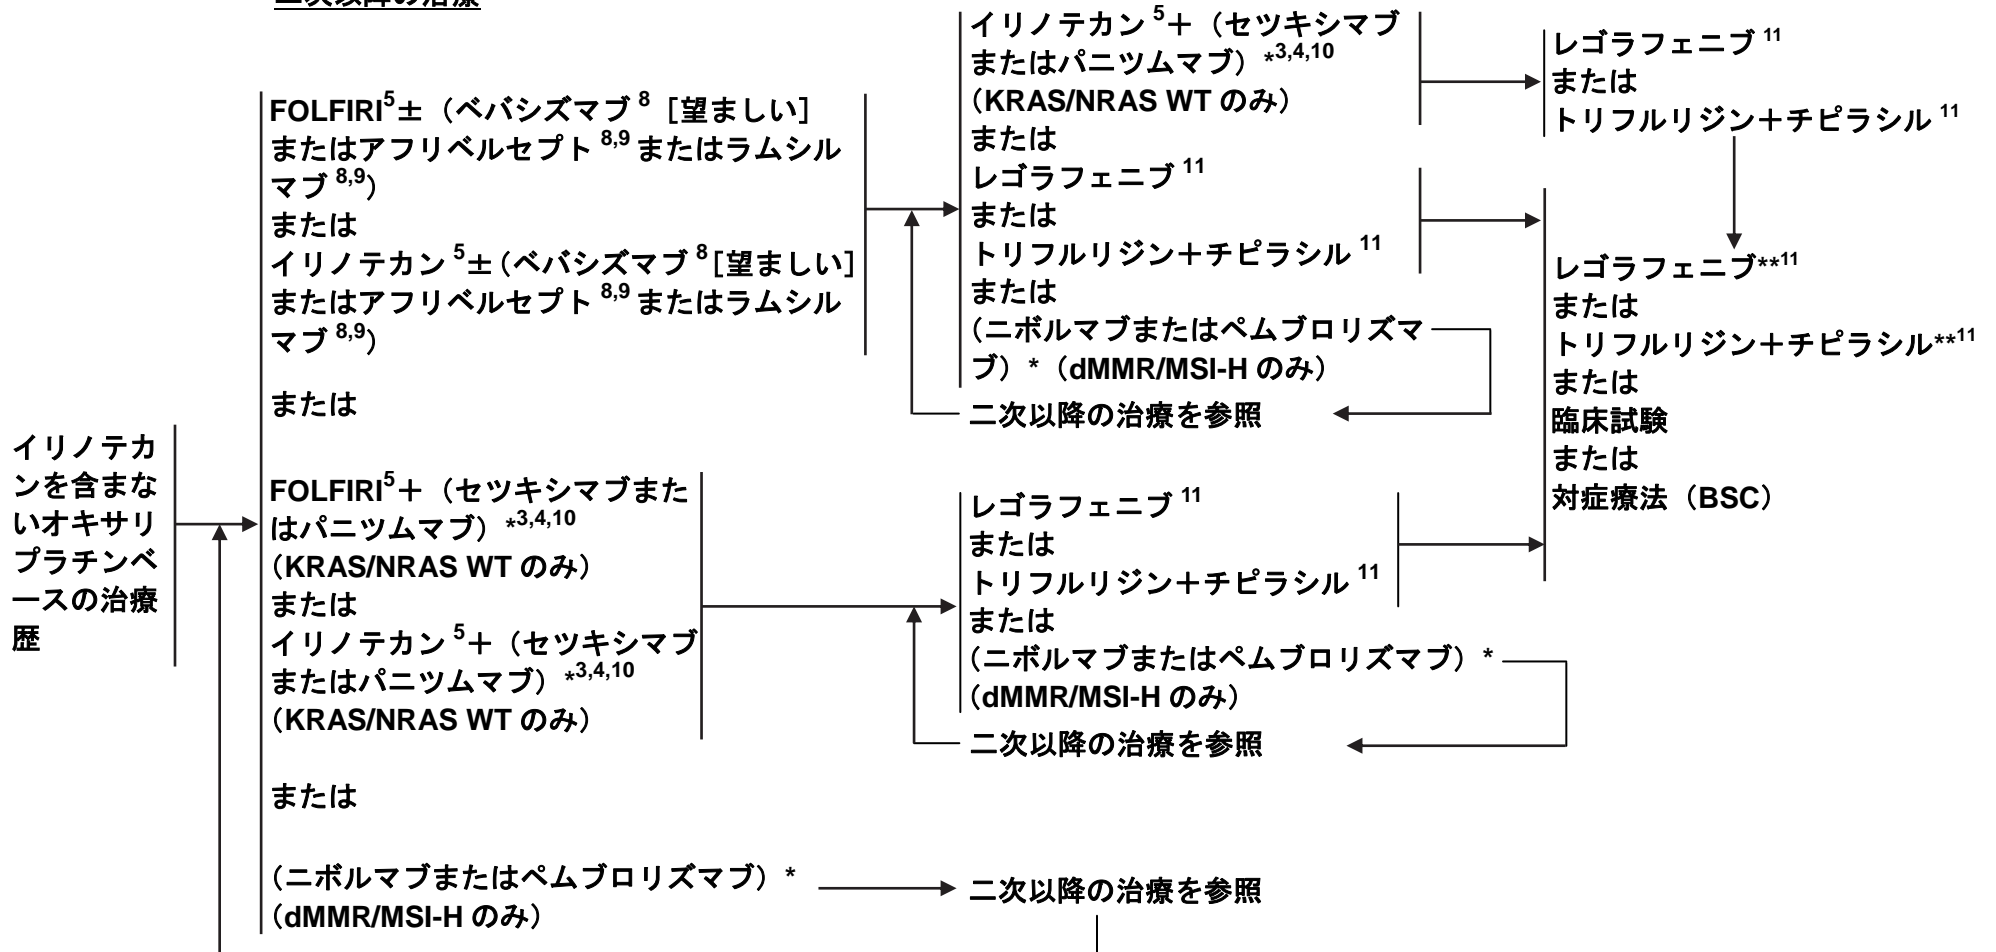 二次以降の治療
イリノテカ
ンを含まな
いオキサリ
プラチンベ
ースの治療
歴
FOLFIRI5±（ベバシズマブ 8［望ましい］
またはアフリベルセプト 8,9 またはラムシル
マブ 8,9）
または
イリノテカン 5±（ベバシズマブ 8［望ましい］
またはアフリベルセプト 8,9 またはラムシル
マブ 8,9）
または
FOLFIRI5＋（セツキシマブまた
はパニツムマブ）*3,4,10
（KRAS/NRAS WT のみ）
または
イリノテカン 5＋（セツキシマブ
またはパニツムマブ）*3,4,10
（KRAS/NRAS WT のみ）
または
（ニボルマブまたはペムブロリズマブ）*
（dMMR/MSI-H のみ）
イリノテカン 5＋（セツキシマブ
またはパニツムマブ）*3,4,10
（KRAS/NRAS WT のみ）
または
レゴラフェニブ 11
または
トリフルリジン＋チピラシル 11
または
（ニボルマブまたはペムブロリズマ
ブ）*（dMMR/MSI-H のみ）
二次以降の治療を参照
レゴラフェニブ 11
または
トリフルリジン＋チピラシル 11
または
（ニボルマブまたはペムブロリズマブ）*
（dMMR/MSI-H のみ）
二次以降の治療を参照
二次以降の治療を参照
レゴラフェニブ 11
または
トリフルリジン＋チピラシル 11
レゴラフェニブ**11
または
トリフルリジン＋チピラシル**11
または
臨床試験
または
対症療法（BSC）